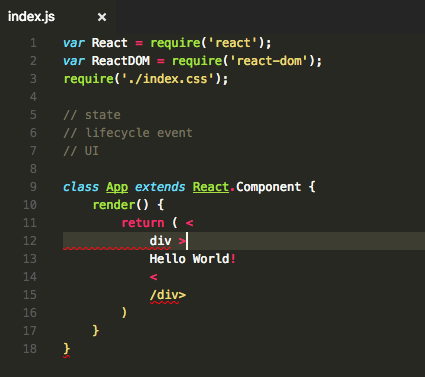 index.js ×
1 var React = require('react');
2 var ReactDOM = require('react-dom');
3 require('./index.css');
4
5 // state
6 // lifecycle event
7 // UI
8
9 class App extends React.Component {
10 render() {
11 return ( <
12 div >
13 Hello World!
14 <
15 /div>
16 )
17 }
18 }